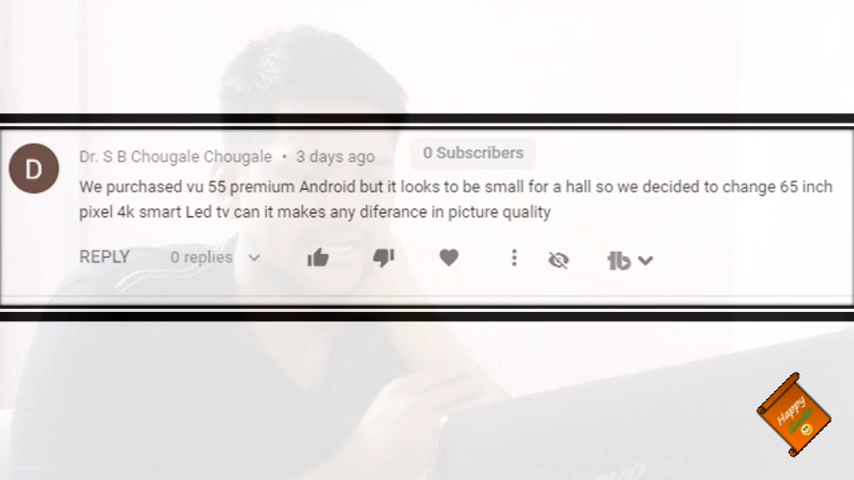 D
Dr. S B Chougale Chougale • 3 days ago
0 Subscribers
We purchased vu 55 premium Android but it looks to be small for a hall so we decided to change 65 inch
pixel 4k smart Led tv can it makes any diferance in picture quality
REPLY
0 replies
Happy